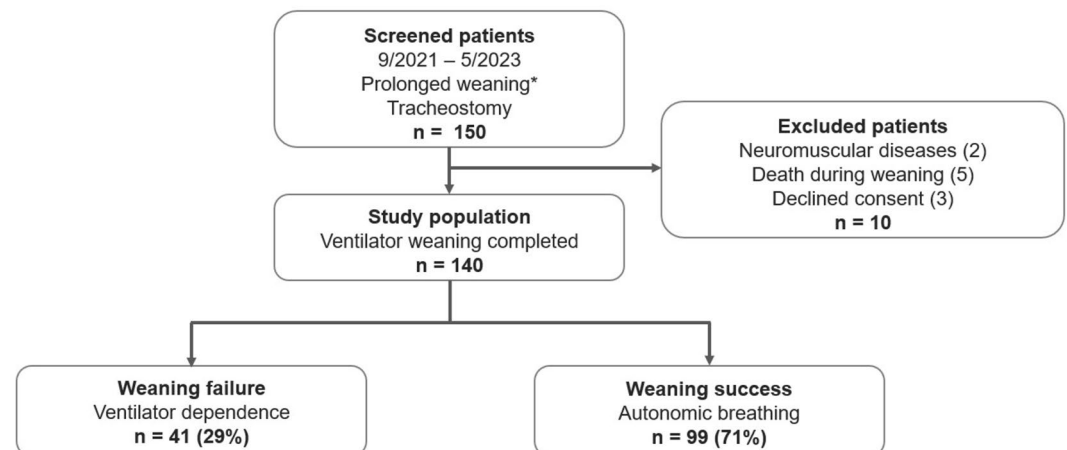 Screened patients
9/2021 – 5/2023
Prolonged weaning*
Tracheostomy
n =  150
Excluded patients
Neuromuscular diseases (2)
Death during weaning (5)
Declined consent (3)
n = 10
Study population
Ventilator weaning completed
n = 140
Weaning failure
Ventilator dependence
n = 41 (29%)
Weaning success
Autonomic breathing
n = 99 (71%)